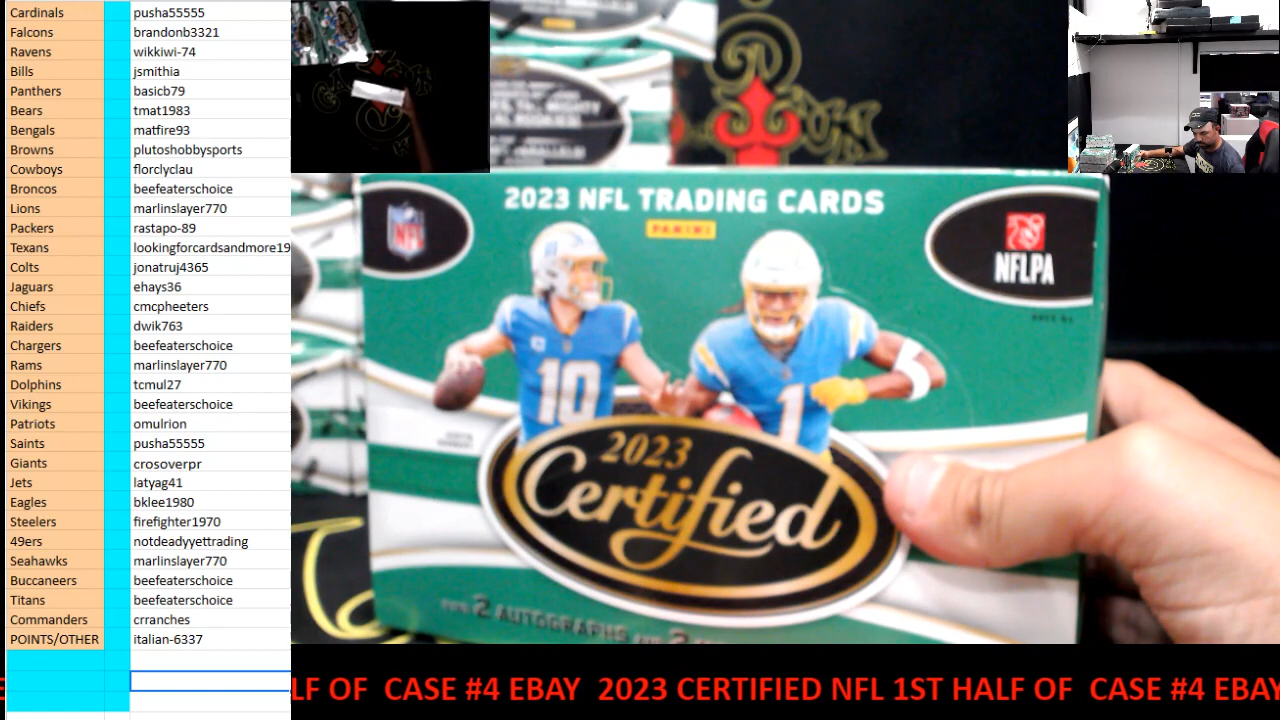 Cardinals pusha55555
Falcons brandonb3321
Ravens wikkiwi-74
Bills jsmithia
Panthers basicb79
Bears tmat1983
Bengals matfire93
Browns plutoshobbysports
Cowboys florclyclau
Broncos beefeaterschoice
Lions marlinslayer770
Packers rastapo-89
Texans lookingforcardsandmore19
Colts jonatruj4365
Jaguars ehays36
Chiefs cmcpheeters
Raiders dwik763
Chargers beefeaterschoice
Rams marlinslayer770
Dolphins tcmul27
Vikings beefeaterschoice
Patriots omulrion
Saints pusha55555
Giants crosoverpr
Jets latyag41
Eagles bklee1980
Steelers firefighter1970
49ers notdeadyyettrading
Seahawks marlinslayer770
Buccaneers beefeaterschoice
Titans beefeaterschoice
Commanders crranches
POINTS/OTHER italian-6337
2023 NFL TRADING CARDS
PANINI
NFL
NFLPA
10
1
2023
Certified
2 AUTOGRAPHS
LF OF CASE #4 EBAY 2023 CERTIFIED NFL 1ST HALF OF CASE #4 EBAY